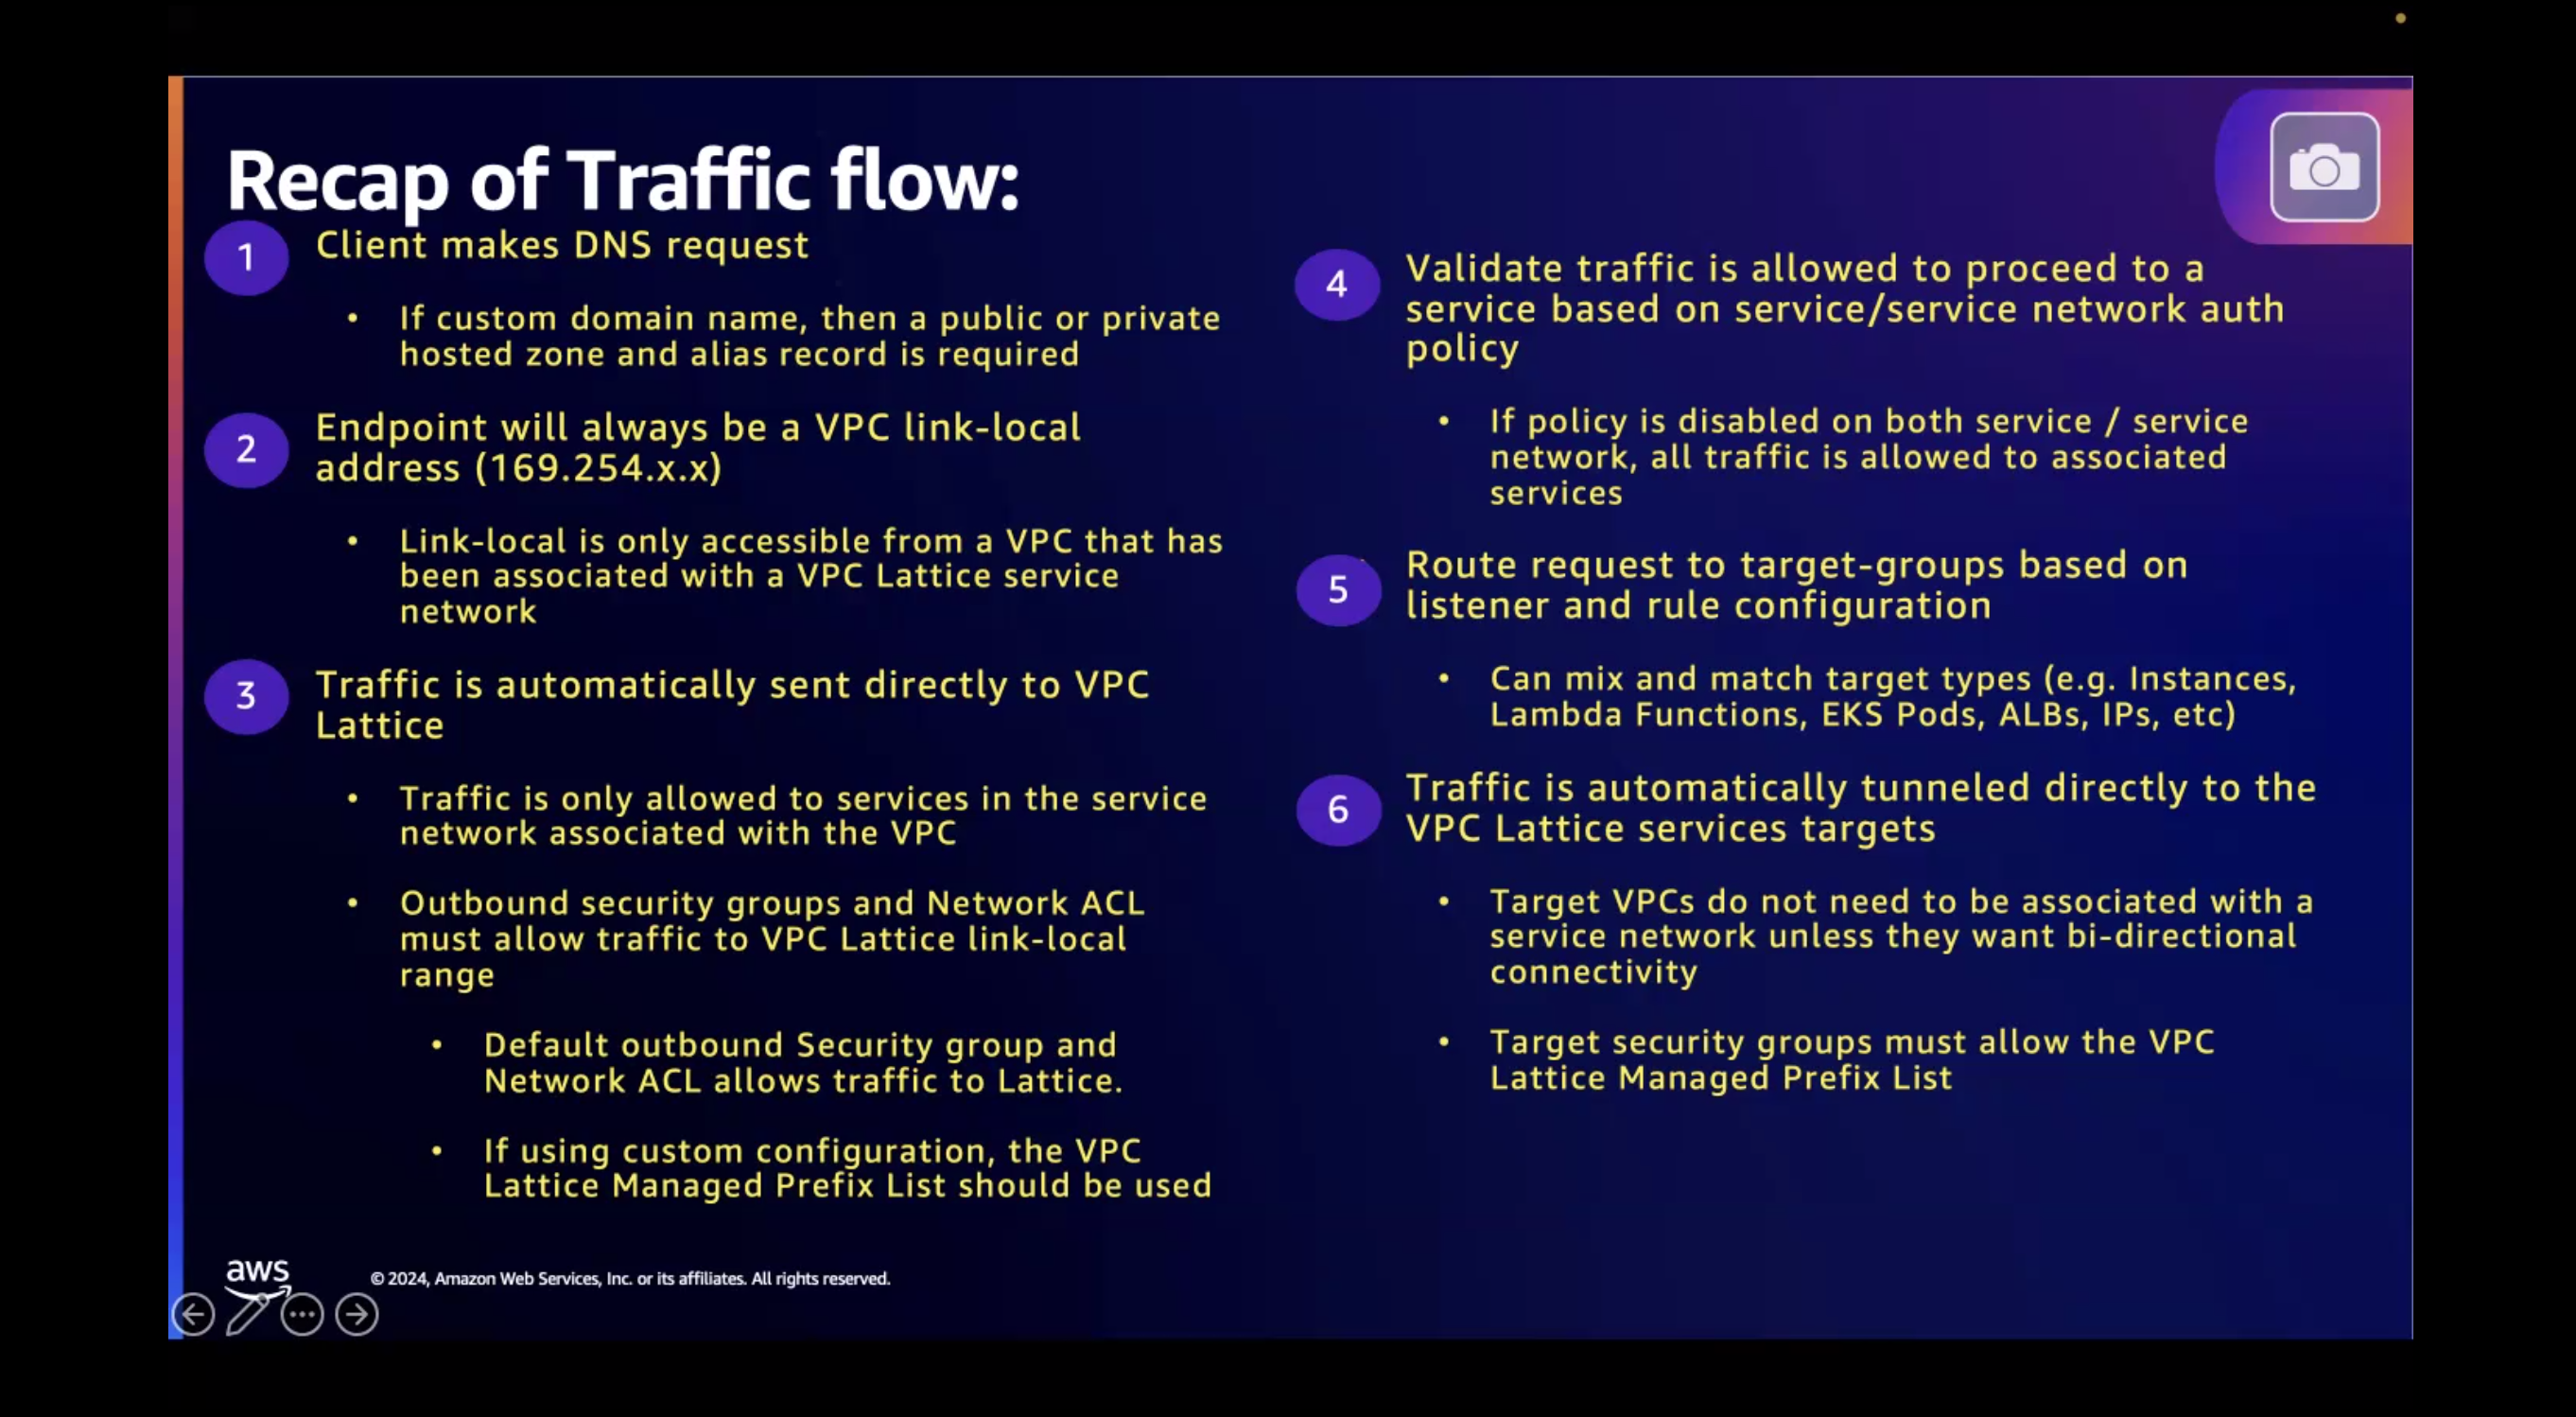 Recap of Traffic flow:
1
Client makes DNS request
• If custom domain name, then a public or private
hosted zone and alias record is required
2
Endpoint will always be a VPC link-local
address (169.254.x.x)
• Link-local is only accessible from a VPC that has
been associated with a VPC Lattice service
network
3
Traffic is automatically sent directly to VPC
Lattice
• Traffic is only allowed to services in the service
network associated with the VPC
• Outbound security groups and Network ACL
must allow traffic to VPC Lattice link-local
range
• Default outbound Security group and
Network ACL allows traffic to Lattice.
• If using custom configuration, the VPC
Lattice Managed Prefix List should be used
4
Validate traffic is allowed to proceed to a
service based on service/service network auth
policy
• If policy is disabled on both service / service
network, all traffic is allowed to associated
services
5
Route request to target-groups based on
listener and rule configuration
• Can mix and match target types (e.g. Instances,
Lambda Functions, EKS Pods, ALBs, IPs, etc)
6
Traffic is automatically tunneled directly to the
VPC Lattice services targets
• Target VPCs do not need to be associated with a
service network unless they want bi-directional
connectivity
• Target security groups must allow the VPC
Lattice Managed Prefix List
aws
© 2024, Amazon Web Services, Inc. or its affiliates. All rights reserved.